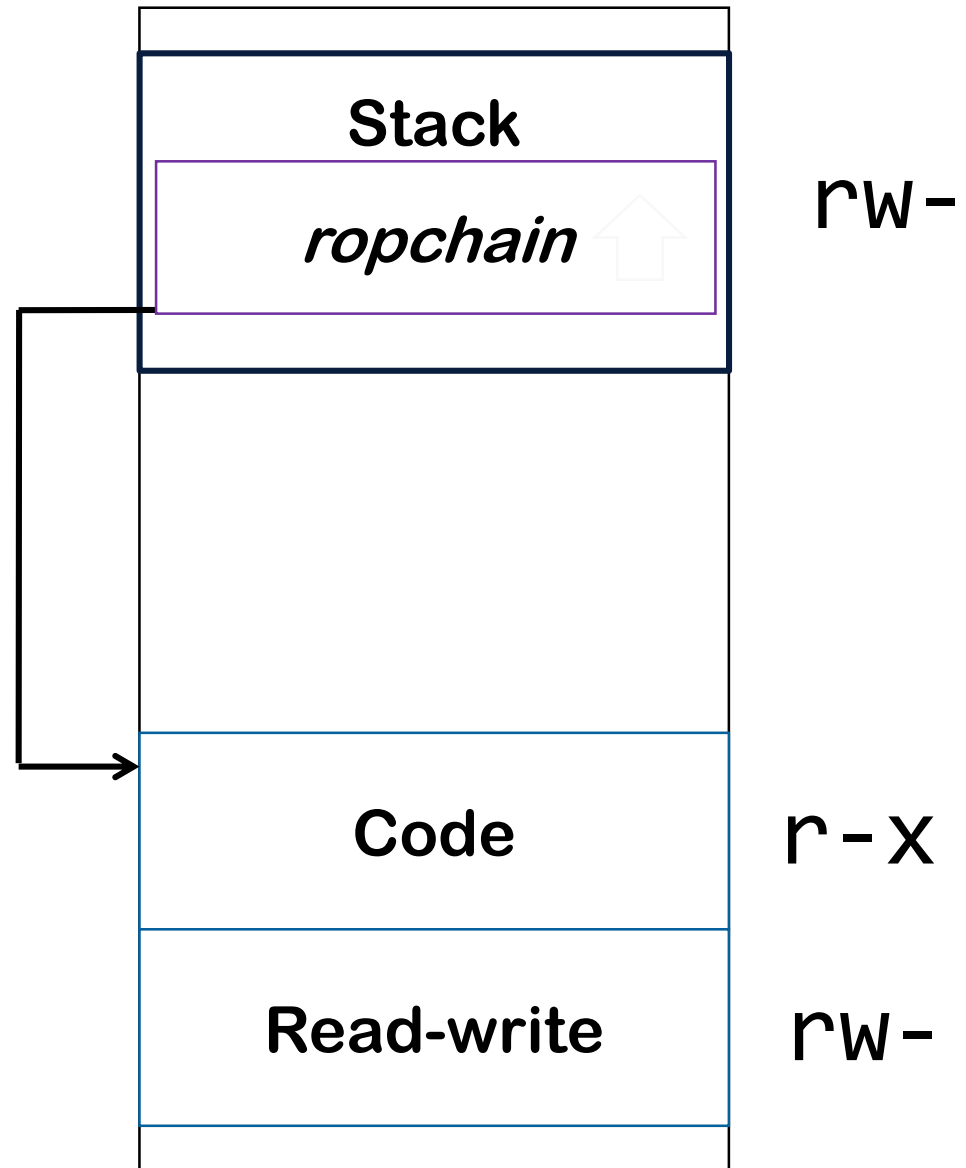 Stack
ropchain
rw-
Code
r-x
Read-write
rw-